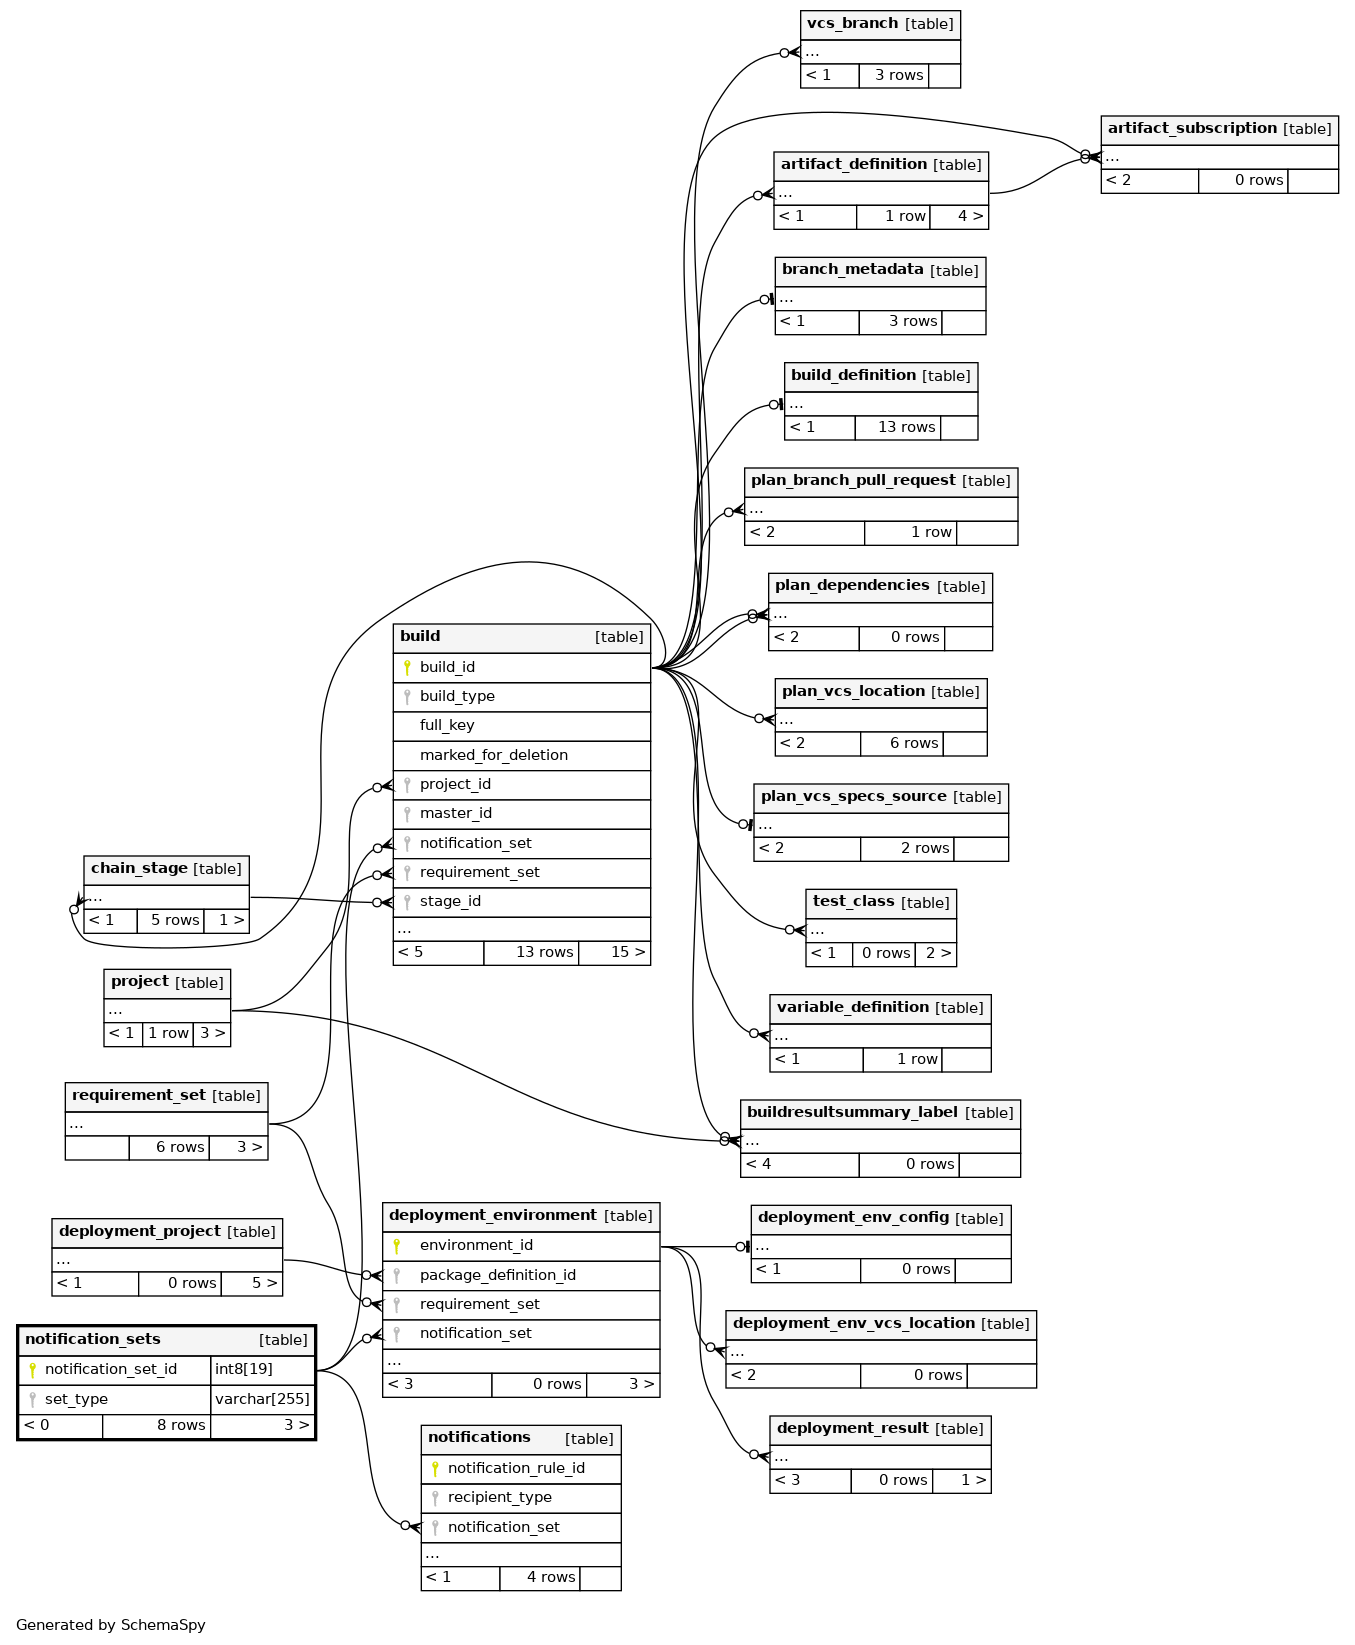 vcs_branch [table]
...
< 1 3 rows
artifact_subscription [table]
...
< 2 0 rows
artifact_definition [table]
...
< 1 1 row 4 >
branch_metadata [table]
...
< 1 3 rows
build_definition [table]
...
< 1 13 rows
plan_branch_pull_request [table]
...
< 2 1 row
plan_dependencies [table]
...
< 2 0 rows
build [table]
build_id
build_type
full_key
marked_for_deletion
project_id
master_id
notification_set
requirement_set
stage_id
...
< 5 13 rows 15 >
plan_vcs_location [table]
...
< 2 6 rows
plan_vcs_specs_source [table]
...
< 2 2 rows
chain_stage [table]
...
< 1 5 rows 1 >
test_class [table]
...
< 1 0 rows 2 >
project [table]
...
< 1 1 row 3 >
variable_definition [table]
...
< 1 1 row
requirement_set [table]
...
6 rows 3 >
buildresultsummary_label [table]
...
< 4 0 rows
deployment_project [table]
...
< 1 0 rows 5 >
deployment_environment [table]
environment_id
package_definition_id
requirement_set
notification_set
...
< 3 0 rows 3 >
deployment_env_config [table]
...
< 1 0 rows
deployment_env_vcs_location [table]
...
< 2 0 rows
notification_sets [table]
notification_set_id int8[19]
set_type varchar[255]
< 0 8 rows 3 >
deployment_result [table]
...
< 3 0 rows 1 >
notifications [table]
notification_rule_id
recipient_type
notification_set
...
< 1 4 rows
Generated by SchemaSpy